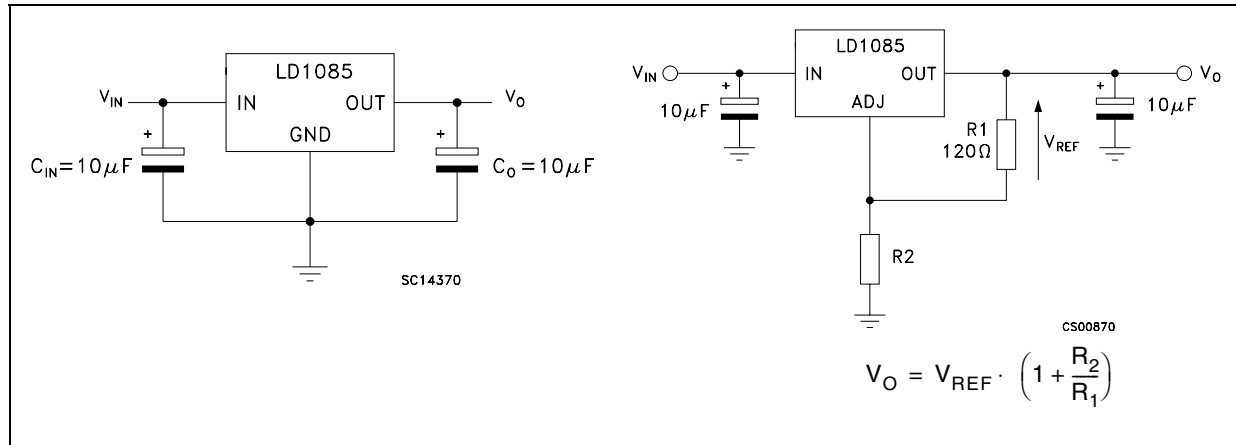 LD1085
V_IN
IN
OUT
V_O
GND
+
+
C_IN=10μF
C_O=10μF
SC14370
LD1085
V_IN
IN
OUT
V_O
ADJ
+
+
10μF
10μF
R1
120Ω
V_REF
R2
CS00870
V_O = V_REF · (1 + R_2/R_1)